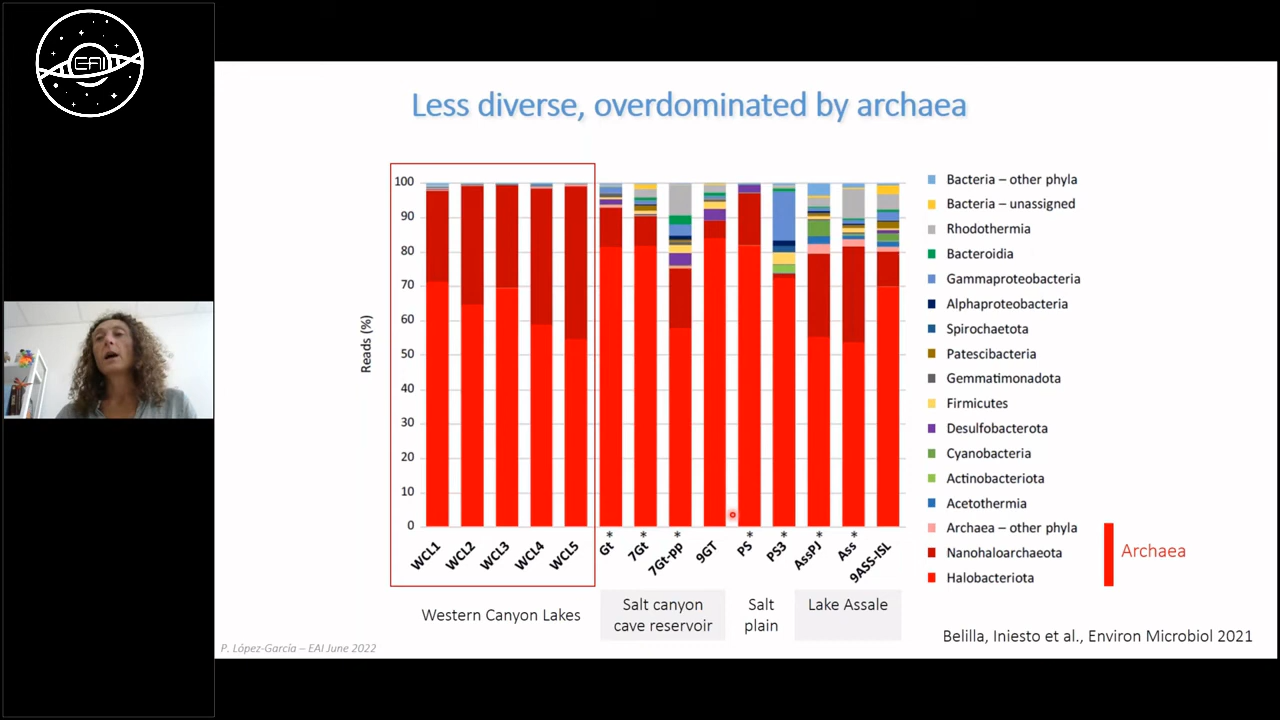 EAI
Less diverse, overdominated by archaea
Reads (%)
100
90
80
70
60
50
40
30
20
10
0
WCL1
WCL2
WCL3
WCL4
WCL5
Gt *
7Gt *
7Gt-pp *
9GT
PS *
PS3 *
AssPJ *
Ass *
9ASS-ISL
Western Canyon Lakes
Salt canyon
cave reservoir
Salt
plain
Lake Assale
Bacteria – other phyla
Bacteria – unassigned
Rhodothermia
Bacteroidia
Gammaproteobacteria
Alphaproteobacteria
Spirochaetota
Patescibacteria
Gemmatimonadota
Firmicutes
Desulfobacterota
Cyanobacteria
Actinobacteriota
Acetothermia
Archaea – other phyla
Nanohaloarchaeota
Halobacteriota
Archaea
Belilla, Iniesto et al., Environ Microbiol 2021
P. López-García – EAI June 2022